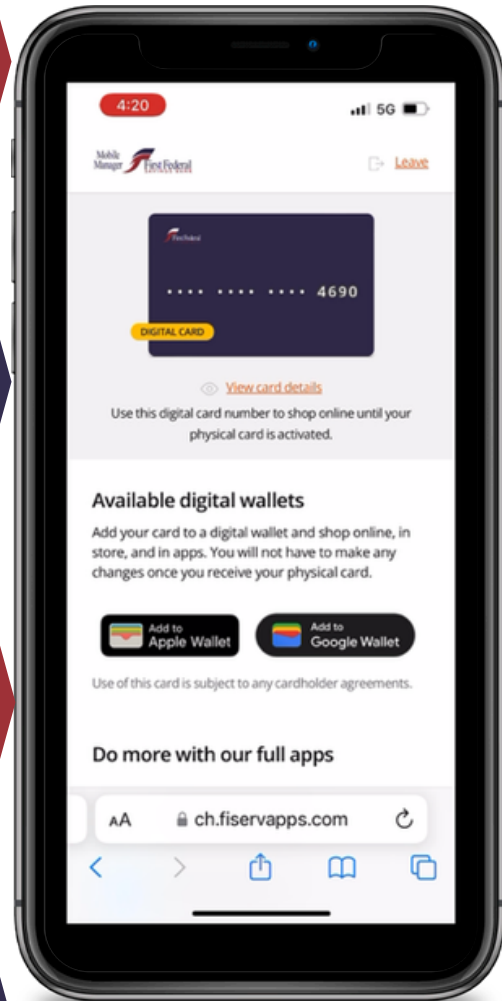 4:20
5G
Mobile
Manager
First Federal
SAVINGS BANK
Leave
First Federal
•••• •••• •••• 4690
DIGITAL CARD
View card details
Use this digital card number to shop online until your
physical card is activated.
Available digital wallets
Add your card to a digital wallet and shop online, in
store, and in apps. You will not have to make any
changes once you receive your physical card.
Add to
Apple Wallet
Add to
Google Wallet
Use of this card is subject to any cardholder agreements.
Do more with our full apps
AA
ch.fiservapps.com